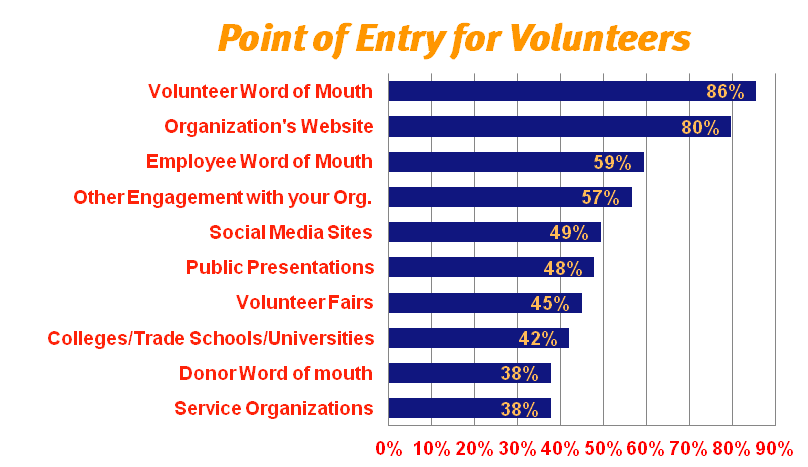 Point of Entry for Volunteers
Volunteer Word of Mouth 86%
Organization's Website 80%
Employee Word of Mouth 59%
Other Engagement with your Org. 57%
Social Media Sites 49%
Public Presentations 48%
Volunteer Fairs 45%
Colleges/Trade Schools/Universities 42%
Donor Word of mouth 38%
Service Organizations 38%
0% 10% 20% 30% 40% 50% 60% 70% 80% 90%